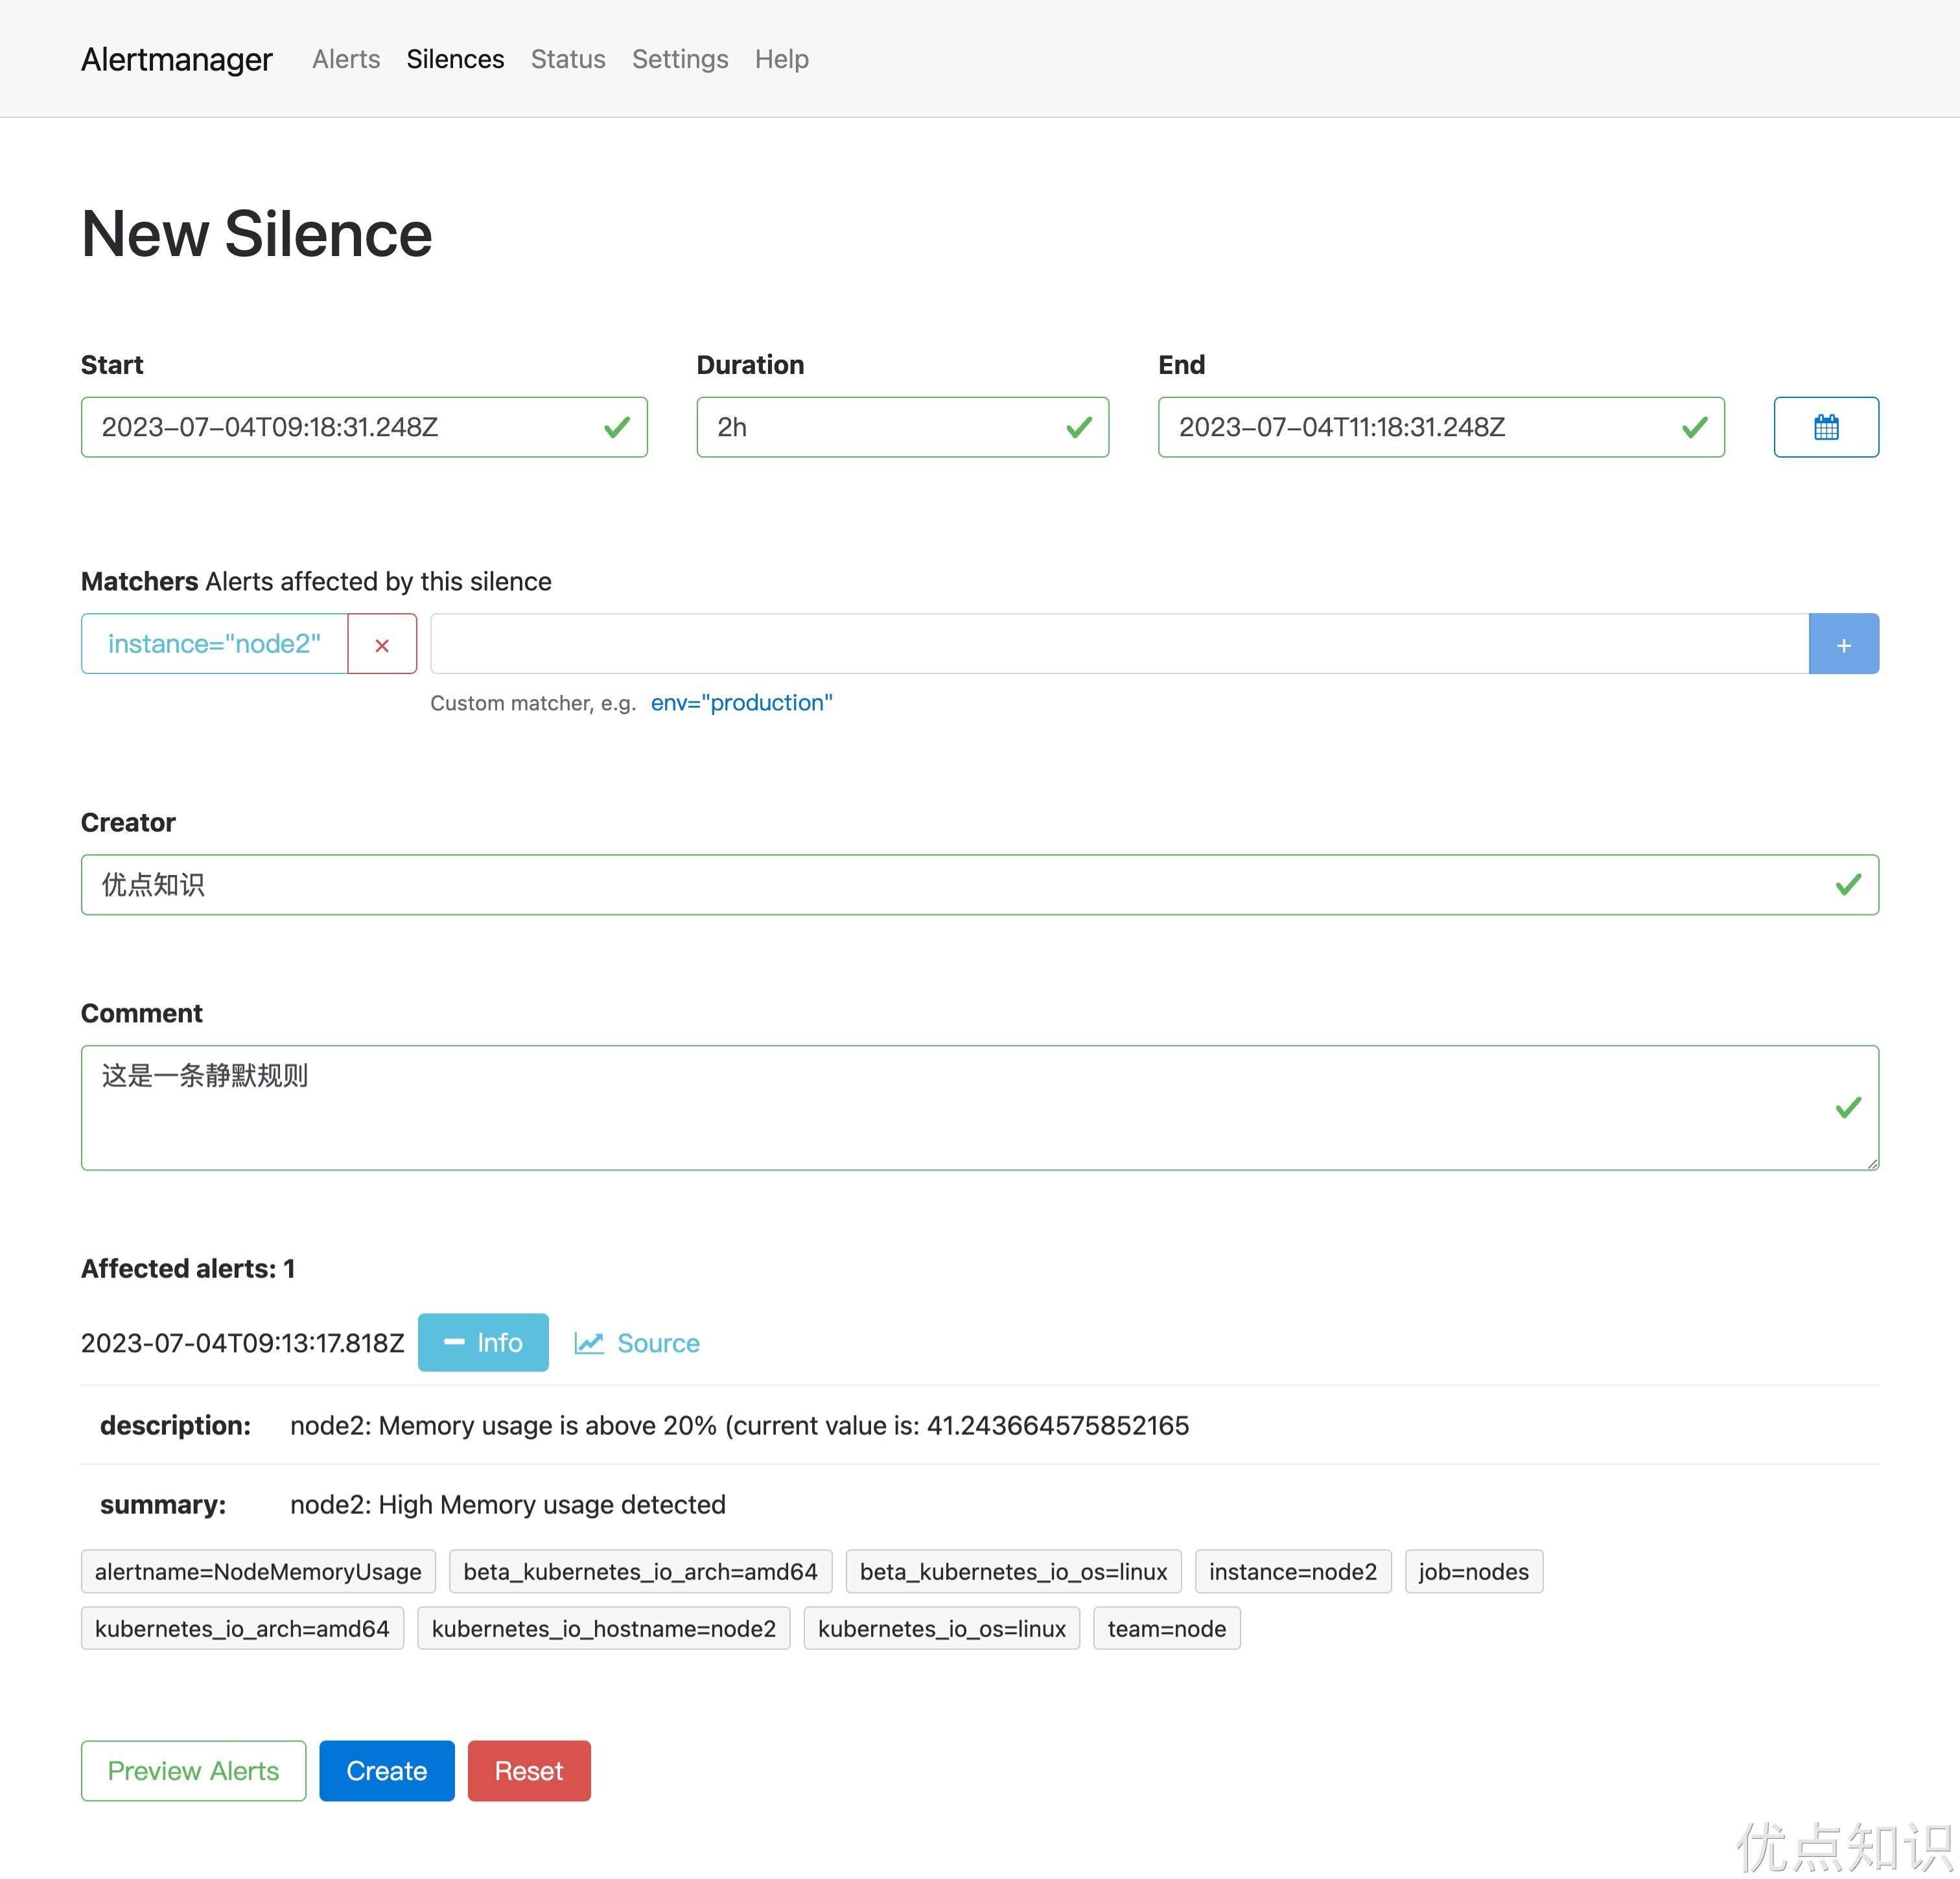 Alertmanager Alerts Silences Status Settings Help
New Silence
Start Duration End
2023-07-04T09:18:31.248Z 2h 2023-07-04T11:18:31.248Z
Matchers Alerts affected by this silence
instance="node2" × +
Custom matcher, e.g. env="production"
Creator
优点知识
Comment
这是一条静默规则
Affected alerts: 1
2023-07-04T09:13:17.818Z Info Source
description: node2: Memory usage is above 20% (current value is: 41.243664575852165
summary: node2: High Memory usage detected
alertname=NodeMemoryUsage beta_kubernetes_io_arch=amd64 beta_kubernetes_io_os=linux instance=node2 job=nodes
kubernetes_io_arch=amd64 kubernetes_io_hostname=node2 kubernetes_io_os=linux team=node
Preview Alerts Create Reset
优点知识